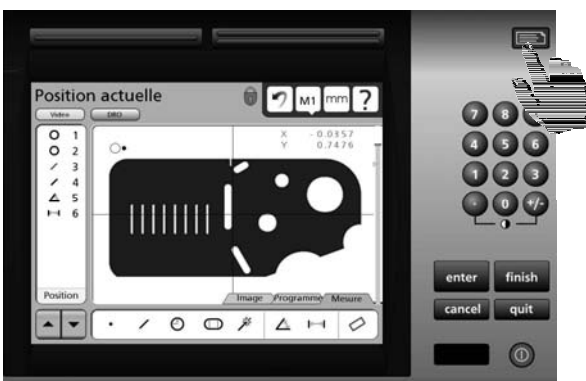 Position actuelle
M1 mm ?
Video DRO
1
2
3
4
5
6
X - 0.0357
Y 0.7476
Position
Image Programme Mesure
7 8
4 5 6
1 2 3
. 0 +/-
enter finish
cancel quit